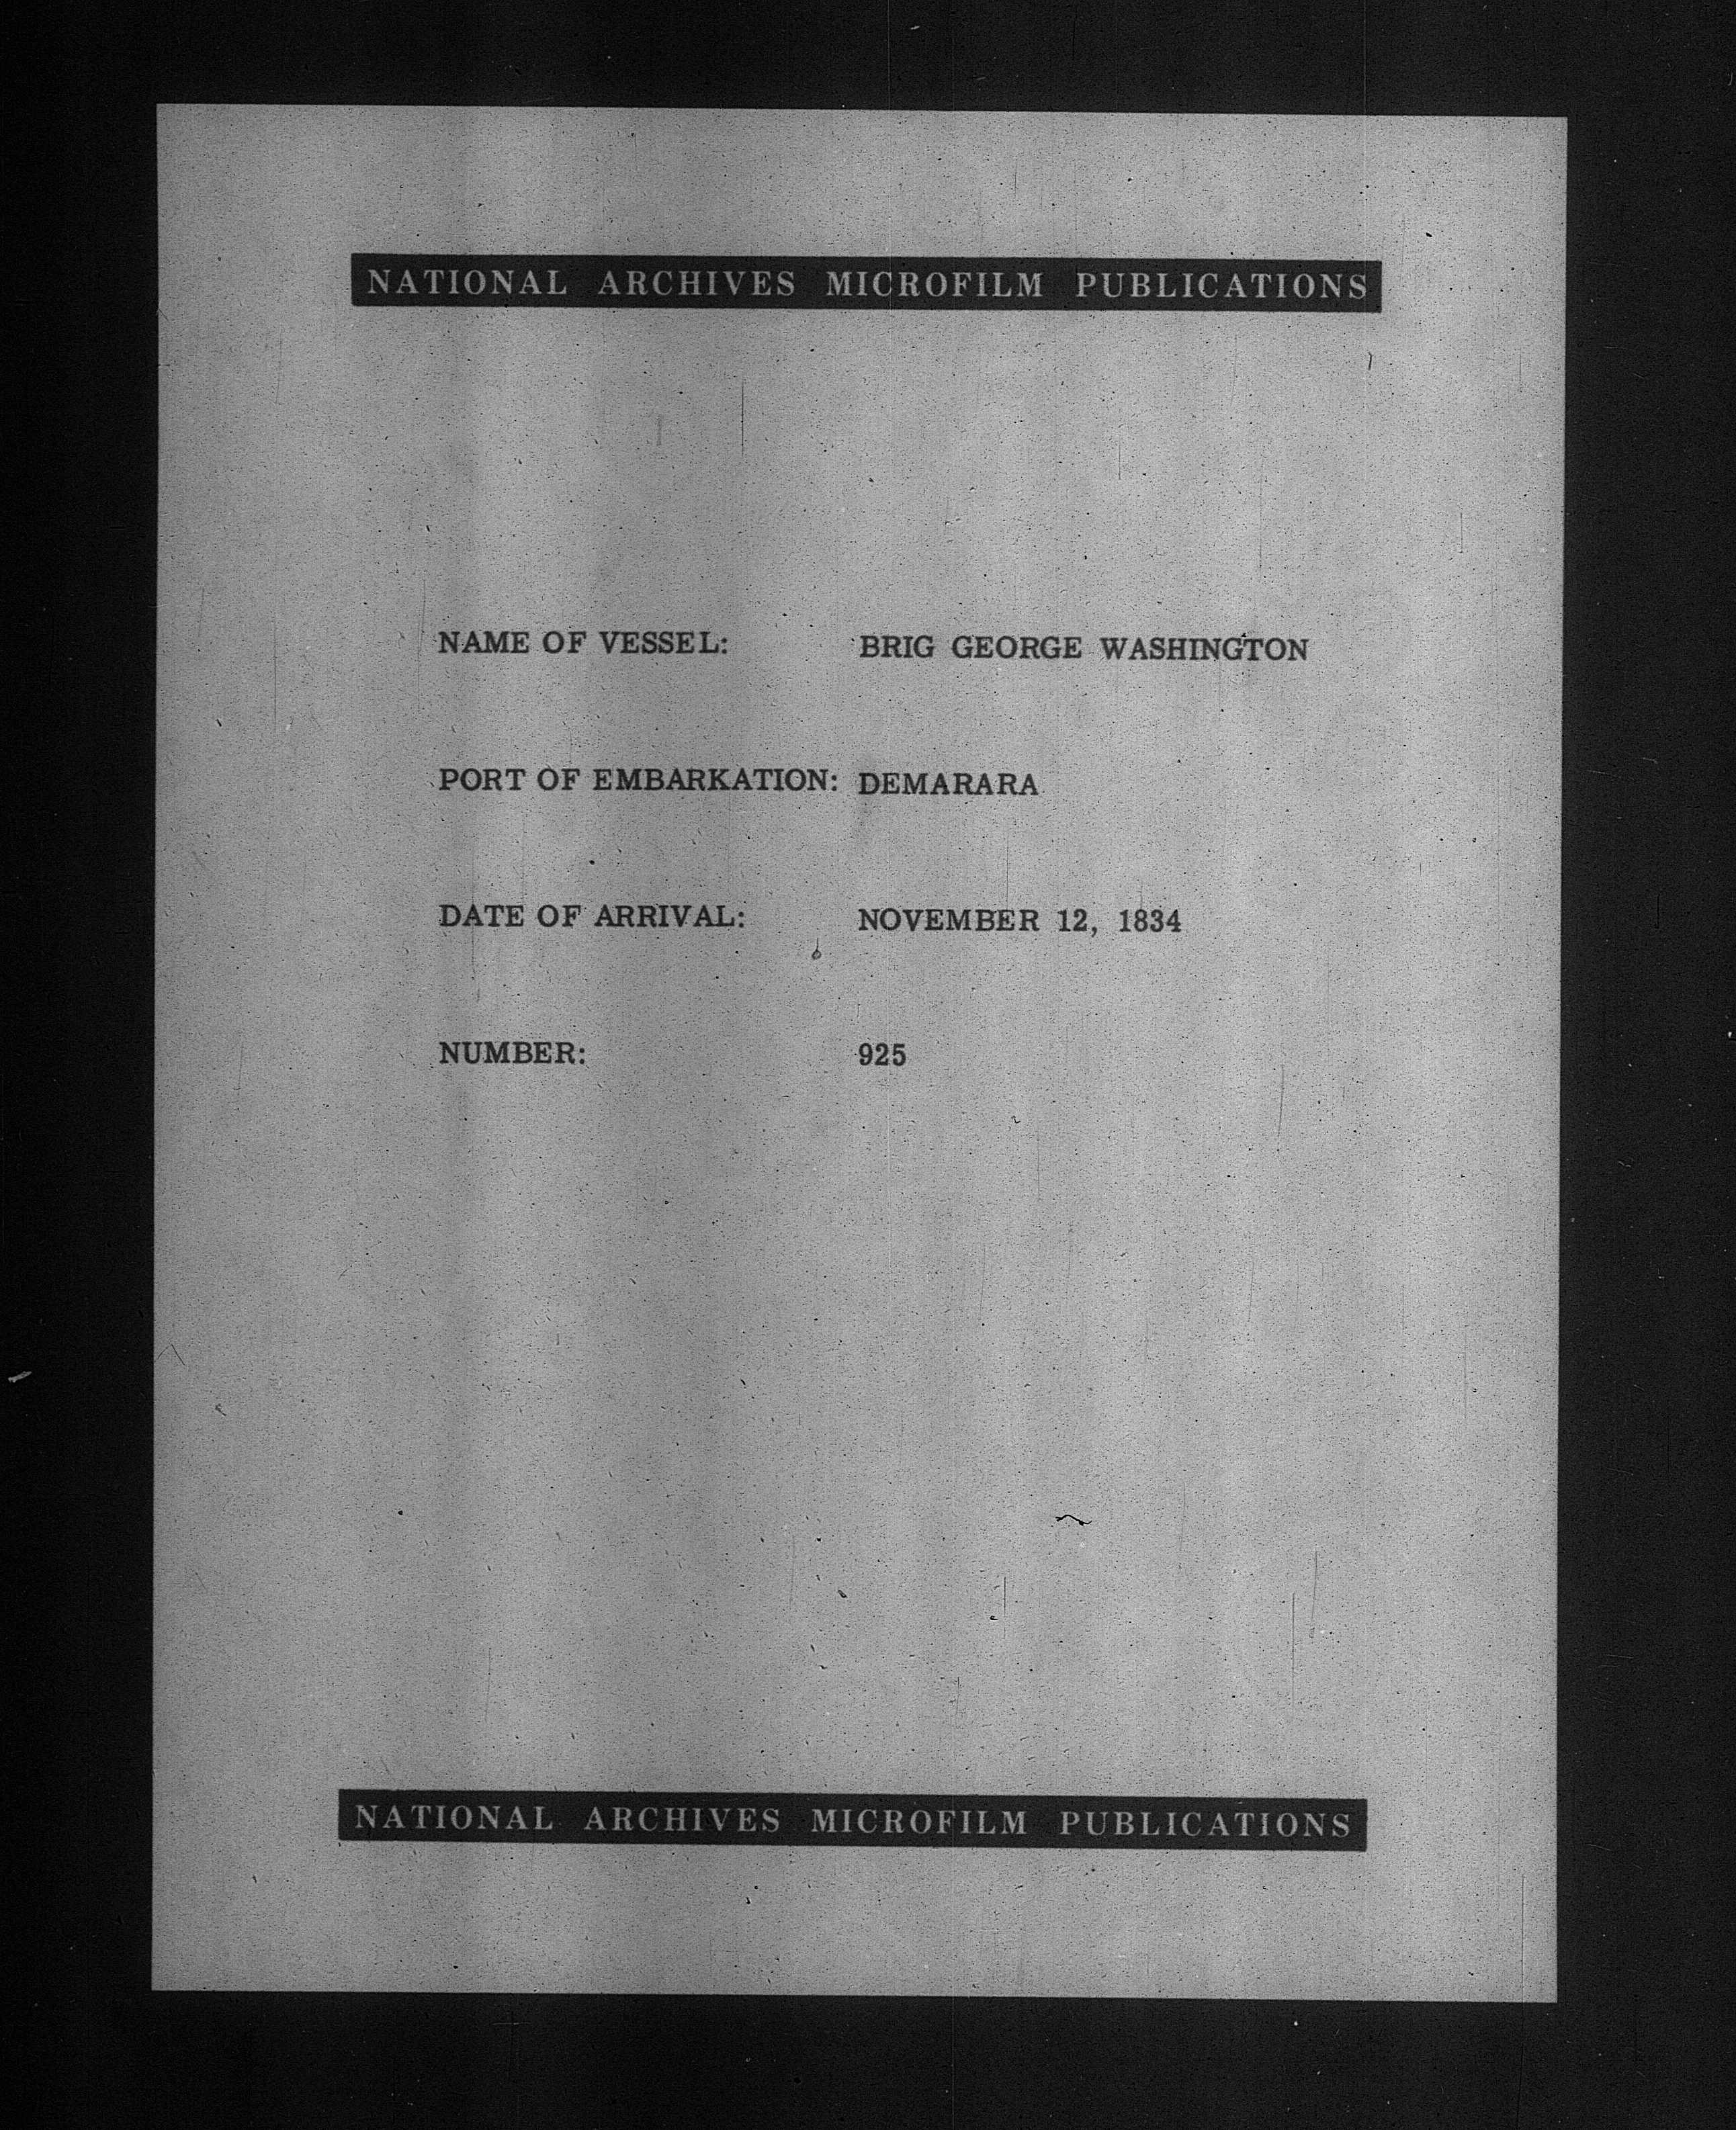 NATIONAL ARCHIVES MICROFILM PUBLICATIONS
NAME OF VESSEL: BRIG GEORGE WASHINGTON
PORT OF EMBARKATION: DEMARARA
DATE OF ARRIVAL: NOVEMBER 12, 1834
NUMBER: 925
NATIONAL ARCHIVES MICROFILM PUBLICATIONS